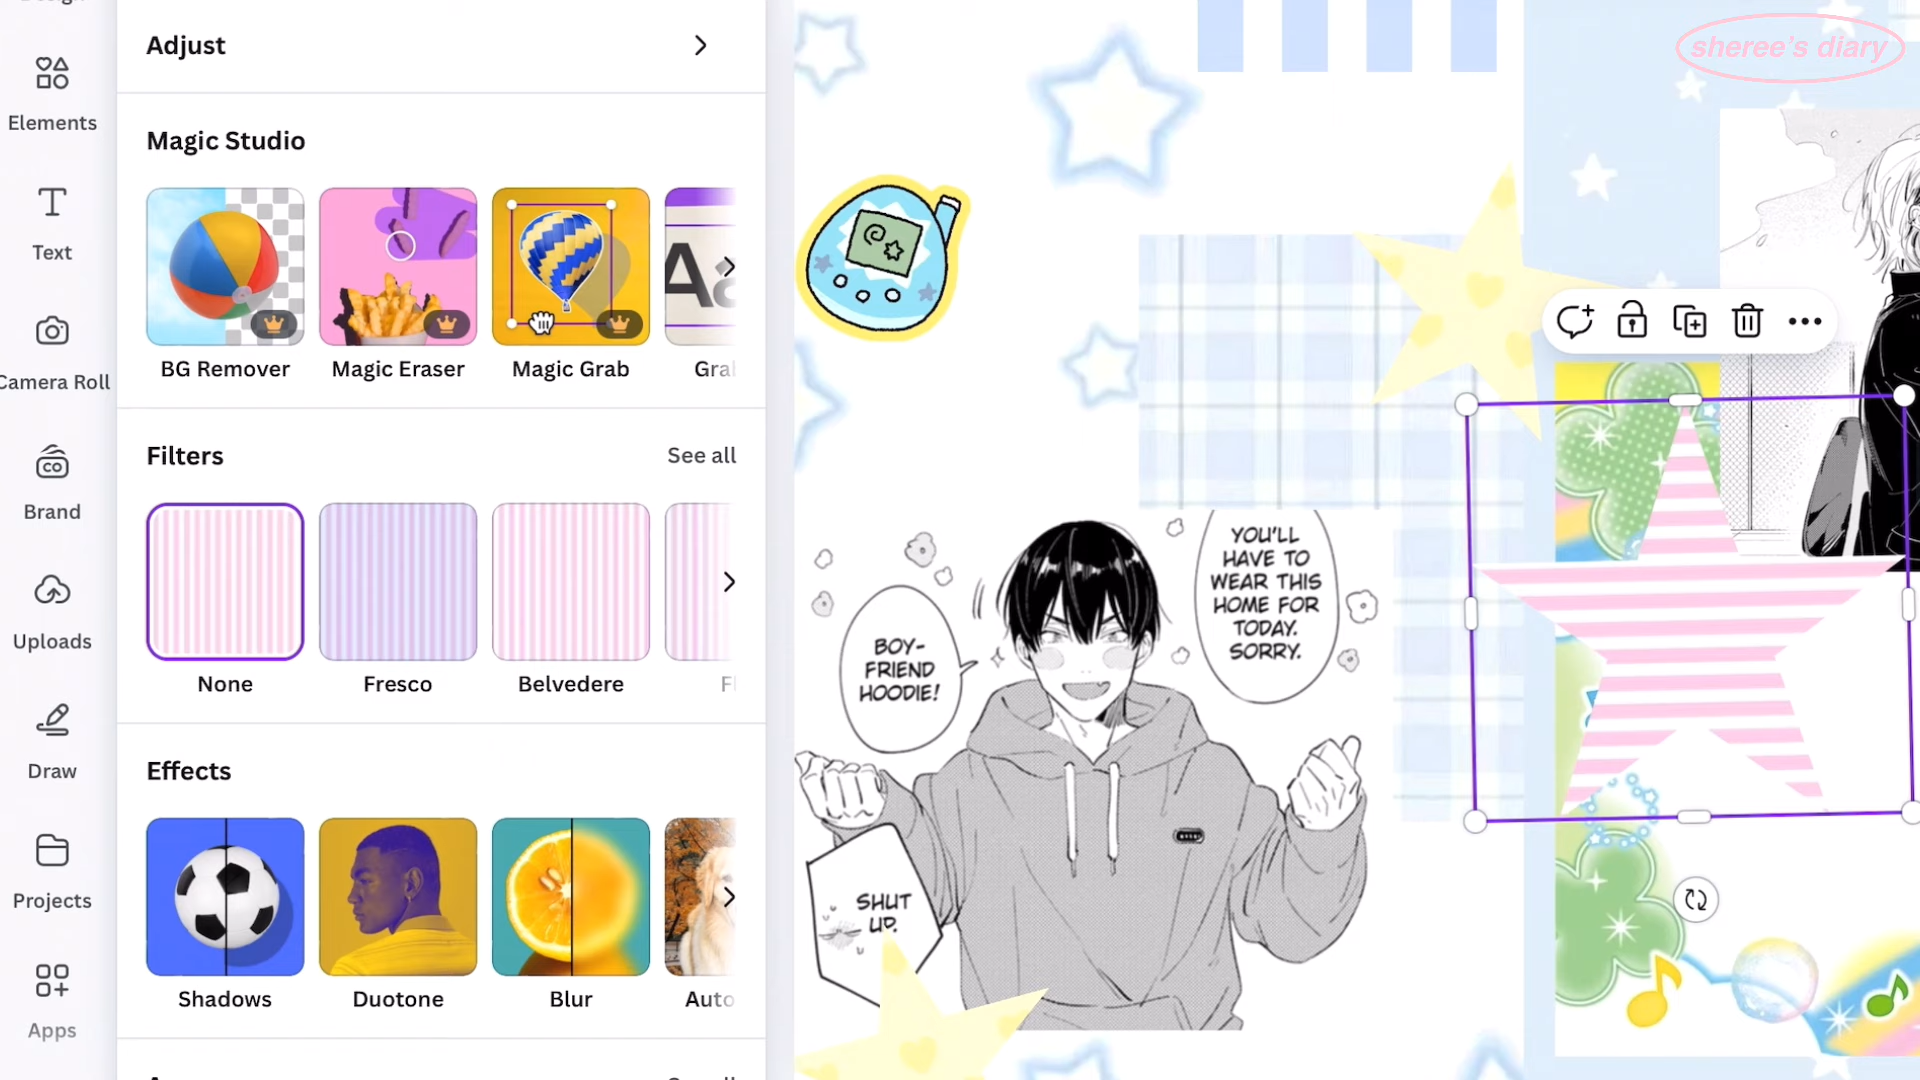 Elements
Text
Camera Roll
Brand
CO
Uploads
Draw
Projects
Apps
Adjust
Magic Studio
BG Remover
Magic Eraser
Magic Grab
Filters
See all
None
Fresco
Belvedere
Effects
Shadows
Duotone
Blur
Auto
sheree's diary
BOY-
FRIEND
HOODIE!
YOU'LL
HAVE TO
WEAR THIS
HOME FOR
TODAY.
SORRY.
SHUT
UP.